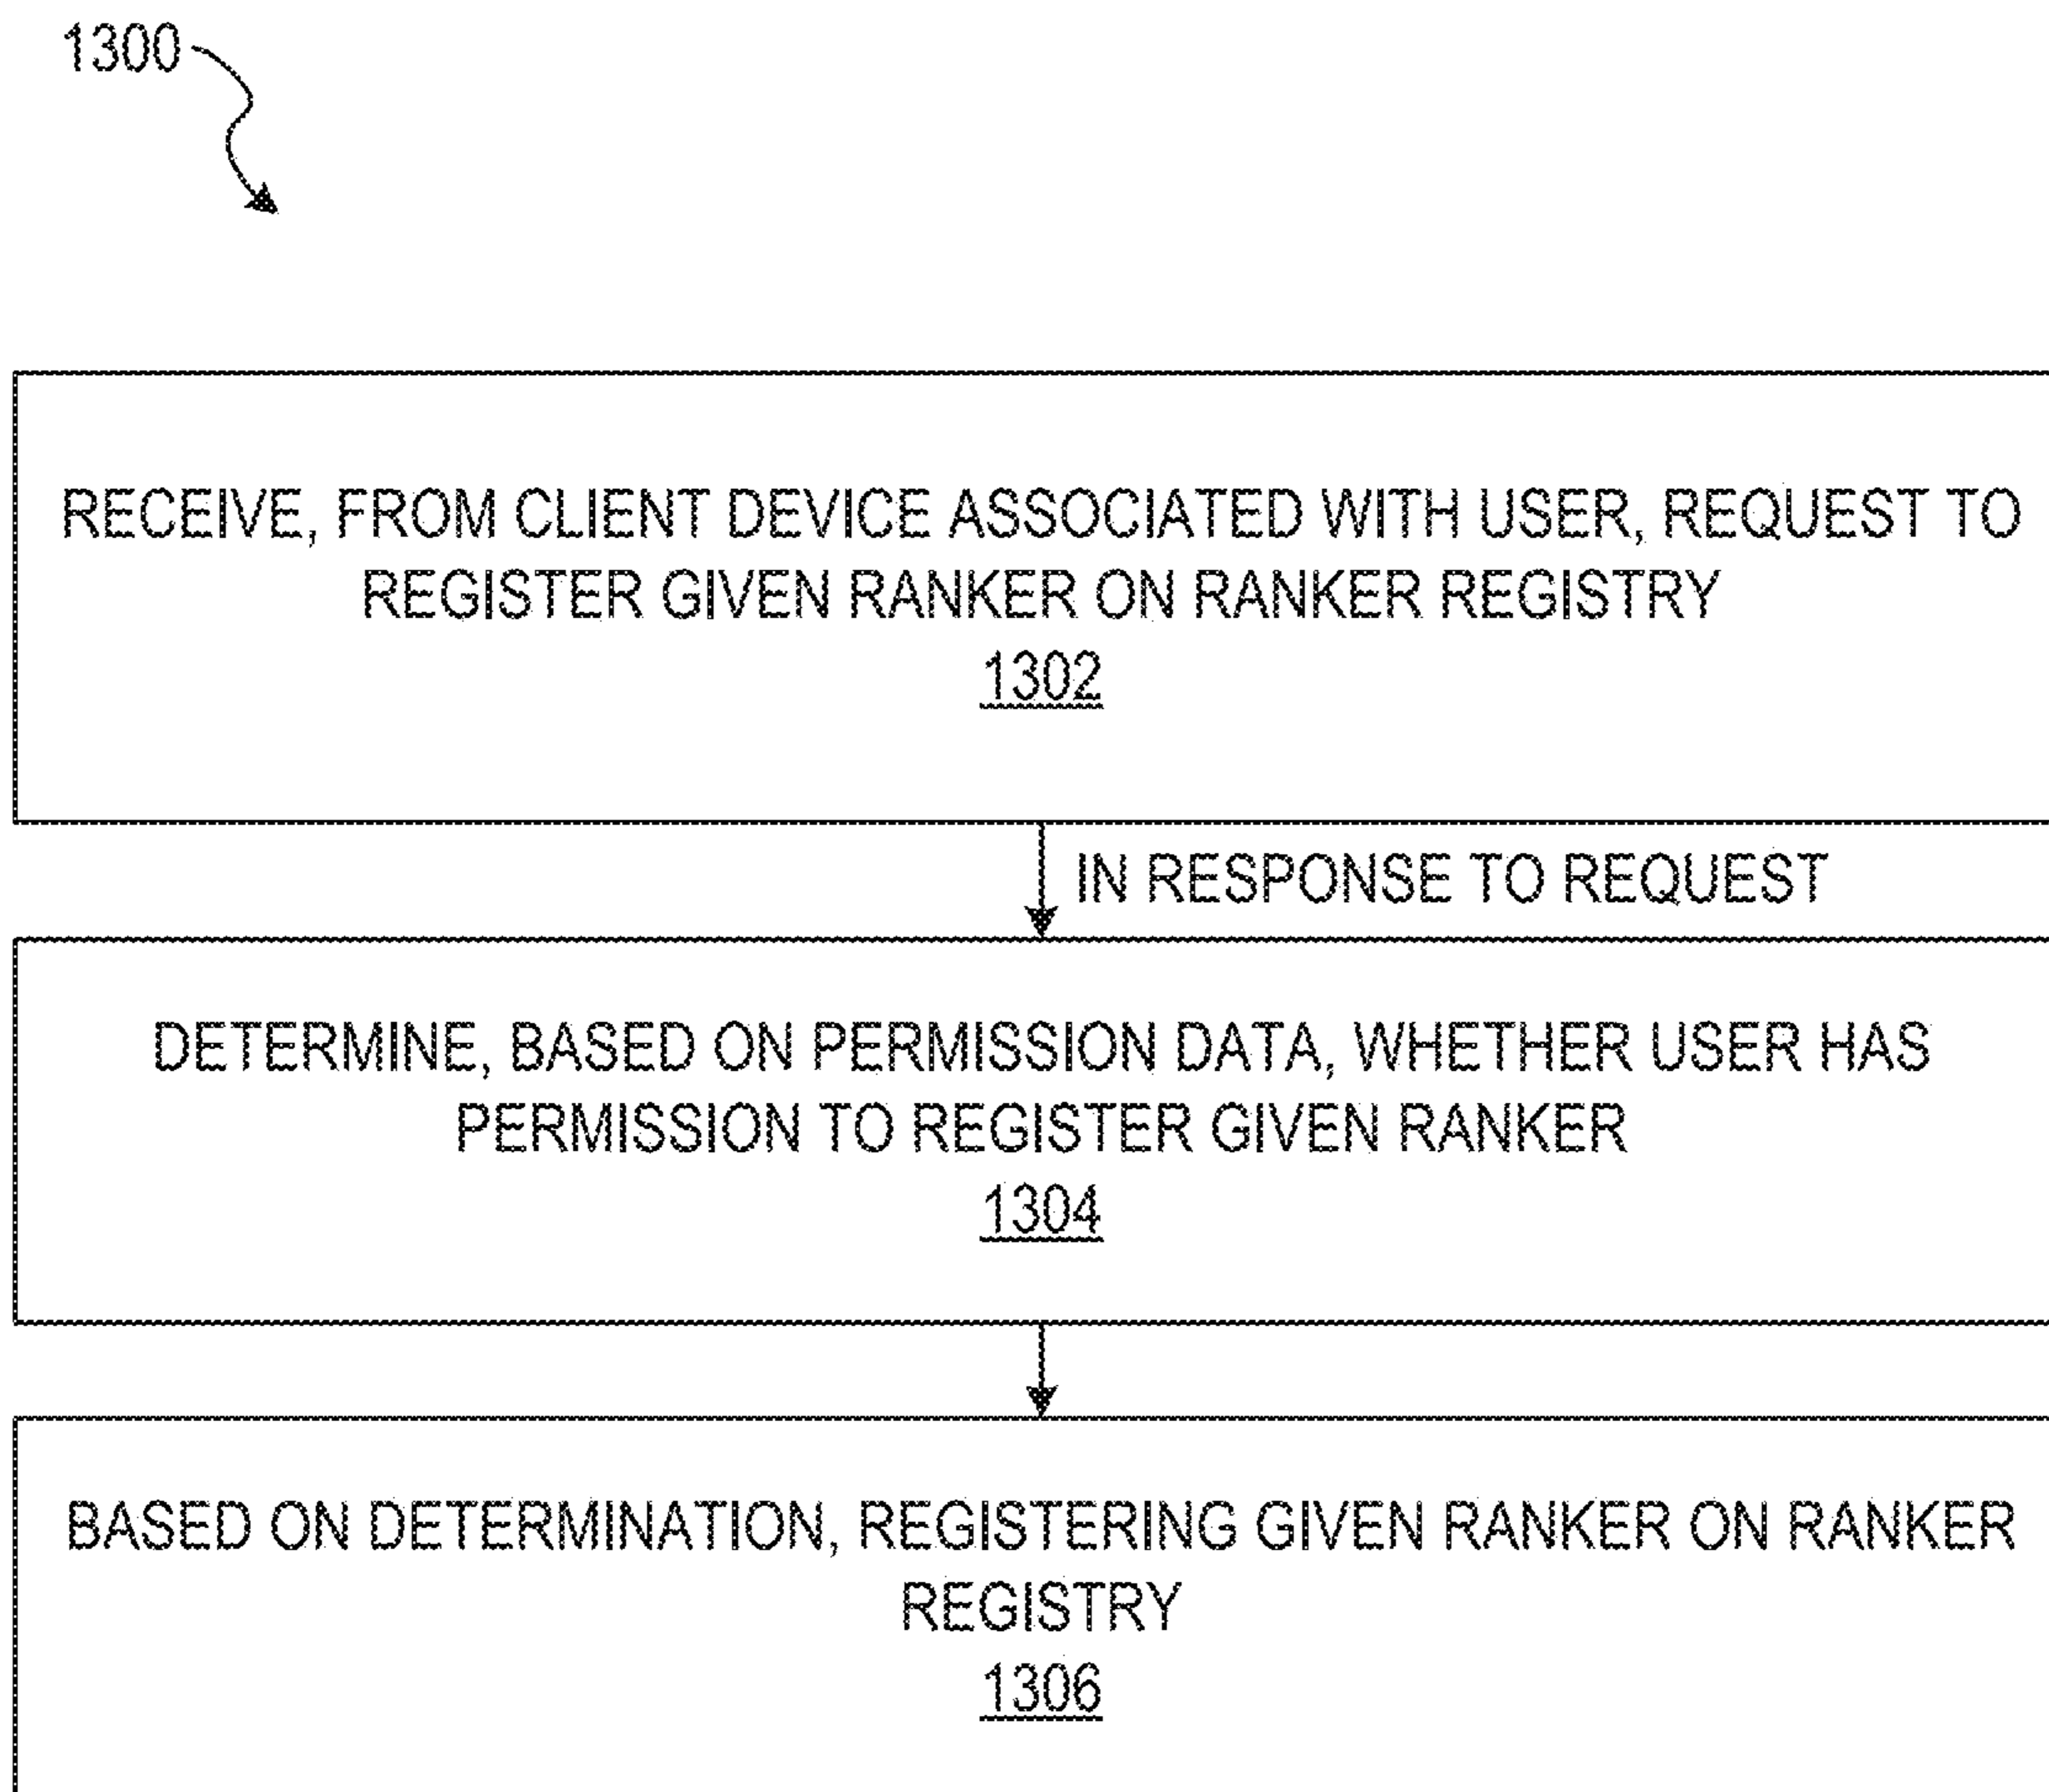 1300
RECEIVE, FROM CLIENT DEVICE ASSOCIATED WITH USER, REQUEST TO
REGISTER GIVEN RANKER ON RANKER REGISTRY
1302
IN RESPONSE TO REQUEST
DETERMINE, BASED ON PERMISSION DATA, WHETHER USER HAS
PERMISSION TO REGISTER GIVEN RANKER
1304
BASED ON DETERMINATION, REGISTERING GIVEN RANKER ON RANKER
REGISTRY
1306